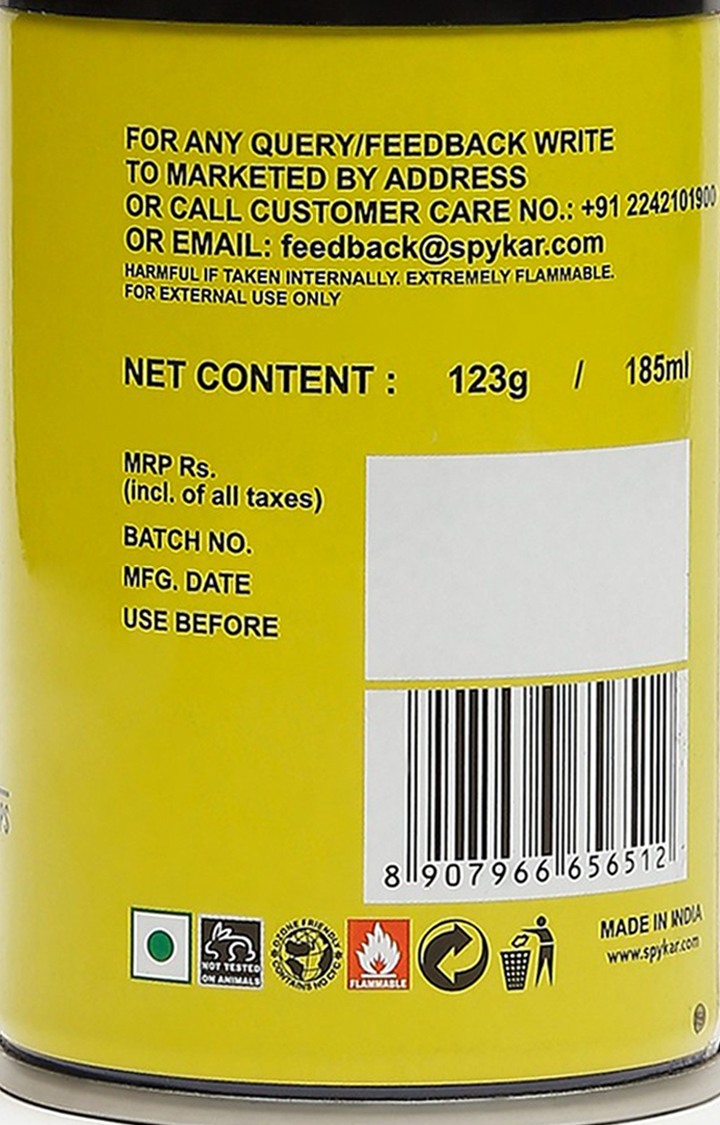 FOR ANY QUERY/FEEDBACK WRITE
TO MARKETED BY ADDRESS
OR CALL CUSTOMER CARE NO.: +91 2242101900
OR EMAIL: feedback@spykar.com
HARMFUL IF TAKEN INTERNALLY. EXTREMELY FLAMMABLE.
FOR EXTERNAL USE ONLY
NET CONTENT : 123g / 185ml
MRP Rs.
(incl. of all taxes)
BATCH NO.
MFG. DATE
USE BEFORE
8 907966 656512
NOT TESTED
ON ANIMALS
OZONE FRIENDLY
CONTAINS NO CFC
FLAMMABLE
MADE IN INDIA
www.spykar.com